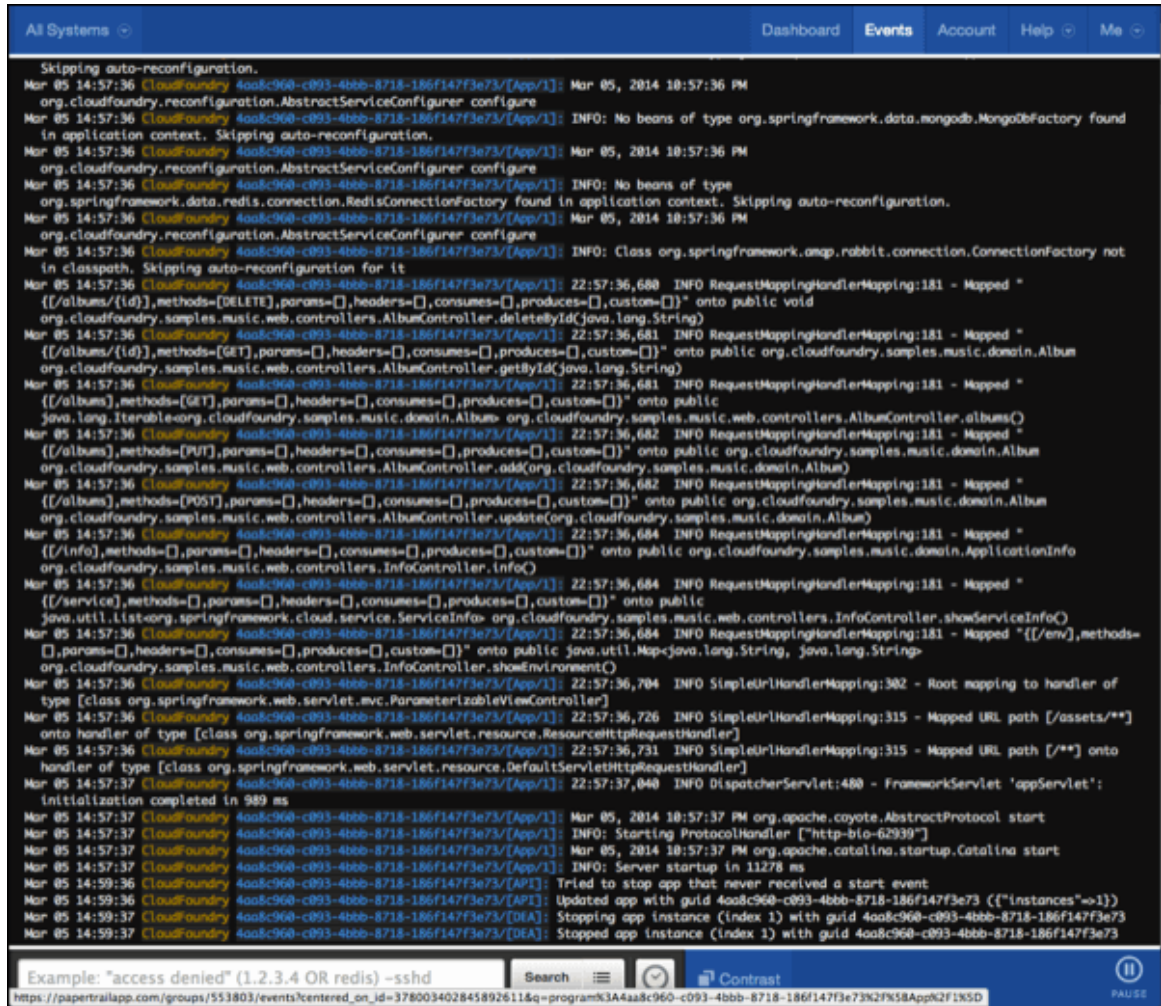 All Systems
Dashboard Events Account Help Me
Skipping auto-reconfiguration.
Mar 05 14:57:36 CloudFoundry 4aa8c960-c093-4bbb-8718-186f147f3e73/[App/1]: Mar 05, 2014 10:57:36 PM
org.cloudfoundry.reconfiguration.AbstractServiceConfigurer configure
Mar 05 14:57:36 CloudFoundry 4aa8c960-c093-4bbb-8718-186f147f3e73/[App/1]: INFO: No beans of type org.springframework.data.mongodb.MongoDbFactory found
in application context. Skipping auto-reconfiguration.
Mar 05 14:57:36 CloudFoundry 4aa8c960-c093-4bbb-8718-186f147f3e73/[App/1]: Mar 05, 2014 10:57:36 PM
org.cloudfoundry.reconfiguration.AbstractServiceConfigurer configure
Mar 05 14:57:36 CloudFoundry 4aa8c960-c093-4bbb-8718-186f147f3e73/[App/1]: INFO: No beans of type
org.springframework.data.redis.connection.RedisConnectionFactory found in application context. Skipping auto-reconfiguration.
Mar 05 14:57:36 CloudFoundry 4aa8c960-c093-4bbb-8718-186f147f3e73/[App/1]: Mar 05, 2014 10:57:36 PM
org.cloudfoundry.reconfiguration.AbstractServiceConfigurer configure
Mar 05 14:57:36 CloudFoundry 4aa8c960-c093-4bbb-8718-186f147f3e73/[App/1]: INFO: Class org.springframework.amqp.rabbit.connection.ConnectionFactory not
in classpath. Skipping auto-reconfiguration for it
Mar 05 14:57:36 CloudFoundry 4aa8c960-c093-4bbb-8718-186f147f3e73/[App/1]: 22:57:36,680 INFO RequestMappingHandlerMapping:181 - Mapped "
{[/albums/{id}],methods=[DELETE],params=[],headers=[],consumes=[],produces=[],custom=[]}" onto public void
org.cloudfoundry.samples.music.web.controllers.AlbumController.deleteById(java.lang.String)
Mar 05 14:57:36 CloudFoundry 4aa8c960-c093-4bbb-8718-186f147f3e73/[App/1]: 22:57:36,681 INFO RequestMappingHandlerMapping:181 - Mapped "
{[/albums/{id}],methods=[GET],params=[],headers=[],consumes=[],produces=[],custom=[]}" onto public org.cloudfoundry.samples.music.domain.Album
org.cloudfoundry.samples.music.web.controllers.AlbumController.getById(java.lang.String)
Mar 05 14:57:36 CloudFoundry 4aa8c960-c093-4bbb-8718-186f147f3e73/[App/1]: 22:57:36,681 INFO RequestMappingHandlerMapping:181 - Mapped "
{[/albums],methods=[GET],params=[],headers=[],consumes=[],produces=[],custom=[]}" onto public
java.lang.Iterable<org.cloudfoundry.samples.music.domain.Album> org.cloudfoundry.samples.music.web.controllers.AlbumController.albums()
Mar 05 14:57:36 CloudFoundry 4aa8c960-c093-4bbb-8718-186f147f3e73/[App/1]: 22:57:36,682 INFO RequestMappingHandlerMapping:181 - Mapped "
{[/albums],methods=[PUT],params=[],headers=[],consumes=[],produces=[],custom=[]}" onto public org.cloudfoundry.samples.music.domain.Album
org.cloudfoundry.samples.music.web.controllers.AlbumController.add(org.cloudfoundry.samples.music.domain.Album)
Mar 05 14:57:36 CloudFoundry 4aa8c960-c093-4bbb-8718-186f147f3e73/[App/1]: 22:57:36,682 INFO RequestMappingHandlerMapping:181 - Mapped "
{[/albums],methods=[POST],params=[],headers=[],consumes=[],produces=[],custom=[]}" onto public org.cloudfoundry.samples.music.domain.Album
org.cloudfoundry.samples.music.web.controllers.AlbumController.update(org.cloudfoundry.samples.music.domain.Album)
Mar 05 14:57:36 CloudFoundry 4aa8c960-c093-4bbb-8718-186f147f3e73/[App/1]: 22:57:36,684 INFO RequestMappingHandlerMapping:181 - Mapped "
{[/info],methods=[],params=[],headers=[],consumes=[],produces=[],custom=[]}" onto public org.cloudfoundry.samples.music.domain.ApplicationInfo
org.cloudfoundry.samples.music.web.controllers.InfoController.info()
Mar 05 14:57:36 CloudFoundry 4aa8c960-c093-4bbb-8718-186f147f3e73/[App/1]: 22:57:36,684 INFO RequestMappingHandlerMapping:181 - Mapped "
{[/service],methods=[],params=[],headers=[],consumes=[],produces=[],custom=[]}" onto public
java.util.List<org.springframework.cloud.service.ServiceInfo> org.cloudfoundry.samples.music.web.controllers.InfoController.showServiceInfo()
Mar 05 14:57:36 CloudFoundry 4aa8c960-c093-4bbb-8718-186f147f3e73/[App/1]: 22:57:36,684 INFO RequestMappingHandlerMapping:181 - Mapped "{[/env],methods=
[],params=[],headers=[],consumes=[],produces=[],custom=[]}" onto public java.util.Map<java.lang.String, java.lang.String>
org.cloudfoundry.samples.music.web.controllers.InfoController.showEnvironment()
Mar 05 14:57:36 CloudFoundry 4aa8c960-c093-4bbb-8718-186f147f3e73/[App/1]: 22:57:36,704 INFO SimpleUrlHandlerMapping:302 - Root mapping to handler of
type [class org.springframework.web.servlet.mvc.ParameterizableViewController]
Mar 05 14:57:36 CloudFoundry 4aa8c960-c093-4bbb-8718-186f147f3e73/[App/1]: 22:57:36,726 INFO SimpleUrlHandlerMapping:315 - Mapped URL path [/assets/**]
onto handler of type [class org.springframework.web.servlet.resource.ResourceHttpRequestHandler]
Mar 05 14:57:36 CloudFoundry 4aa8c960-c093-4bbb-8718-186f147f3e73/[App/1]: 22:57:36,731 INFO SimpleUrlHandlerMapping:315 - Mapped URL path [/**] onto
handler of type [class org.springframework.web.servlet.resource.DefaultServletHttpRequestHandler]
Mar 05 14:57:37 CloudFoundry 4aa8c960-c093-4bbb-8718-186f147f3e73/[App/1]: 22:57:37,040 INFO DispatcherServlet:480 - FrameworkServlet 'appServlet':
initialization completed in 989 ms
Mar 05 14:57:37 CloudFoundry 4aa8c960-c093-4bbb-8718-186f147f3e73/[App/1]: Mar 05, 2014 10:57:37 PM org.apache.coyote.AbstractProtocol start
Mar 05 14:57:37 CloudFoundry 4aa8c960-c093-4bbb-8718-186f147f3e73/[App/1]: INFO: Starting ProtocolHandler ["http-bio-62939"]
Mar 05 14:57:37 CloudFoundry 4aa8c960-c093-4bbb-8718-186f147f3e73/[App/1]: Mar 05, 2014 10:57:37 PM org.apache.catalina.startup.Catalina start
Mar 05 14:57:37 CloudFoundry 4aa8c960-c093-4bbb-8718-186f147f3e73/[App/1]: INFO: Server startup in 11278 ms
Mar 05 14:59:36 CloudFoundry 4aa8c960-c093-4bbb-8718-186f147f3e73/[API]: Tried to stop app that never received a start event
Mar 05 14:59:36 CloudFoundry 4aa8c960-c093-4bbb-8718-186f147f3e73/[API]: Updated app with guid 4aa8c960-c093-4bbb-8718-186f147f3e73 ({"instances"=>1})
Mar 05 14:59:37 CloudFoundry 4aa8c960-c093-4bbb-8718-186f147f3e73/[DEA]: Stopping app instance (index 1) with guid 4aa8c960-c093-4bbb-8718-186f147f3e73
Mar 05 14:59:37 CloudFoundry 4aa8c960-c093-4bbb-8718-186f147f3e73/[DEA]: Stopped app instance (index 1) with guid 4aa8c960-c093-4bbb-8718-186f147f3e73
Example: "access denied" (1.2.3.4 OR redis) -sshd
Search
Contrast
PAUSE
https://papertrailapp.com/groups/553803/events?centered_on_id=378003402845892611&q=program%3A4aa8c960-c093-4bbb-8718-186f147f3e73%2f%5BApp%2F1%5D